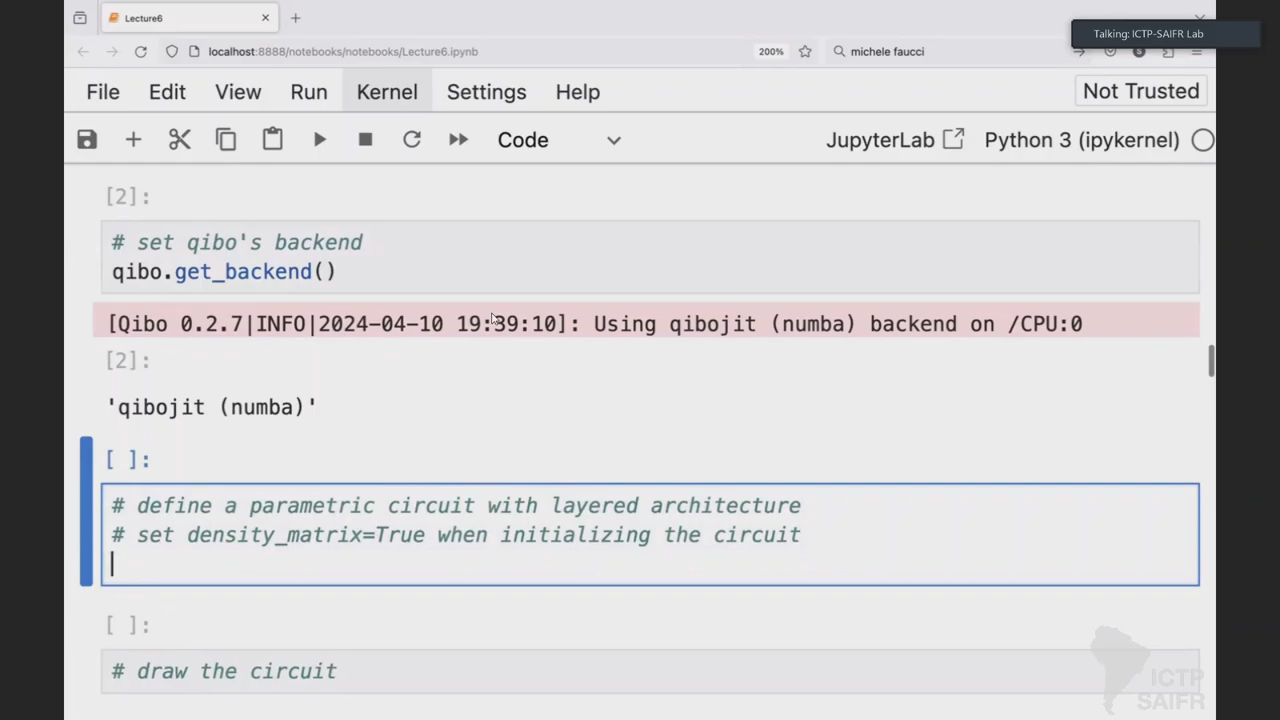 Lecture6
Talking: ICTP-SAIFR Lab
localhost:8888/notebooks/notebooks/Lecture6.ipynb
200%
michele faucci
File Edit View Run Kernel Settings Help
Not Trusted
Code
JupyterLab
Python 3 (ipykernel)
[2]:
# set qibo's backend
qibo.get_backend()
[Qibo 0.2.7|INFO|2024-04-10 19:39:10]: Using qibojit (numba) backend on /CPU:0
[2]:
'qibojit (numba)'
[ ]:
# define a parametric circuit with layered architecture
# set density_matrix=True when initializing the circuit
[ ]:
# draw the circuit
ICTP
SAIFR